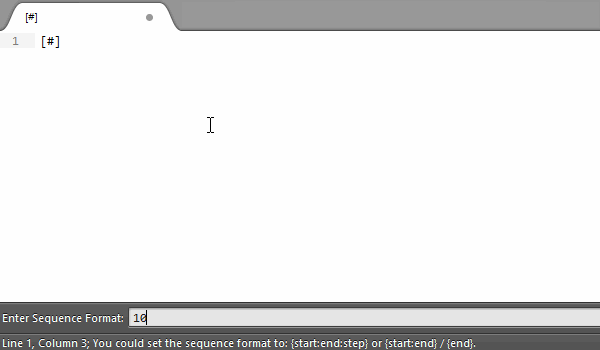 [#]
1 [#]
Enter Sequence Format: 10
Line 1, Column 3; You could set the sequence format to: {start:end:step} or {start:end} / {end}.